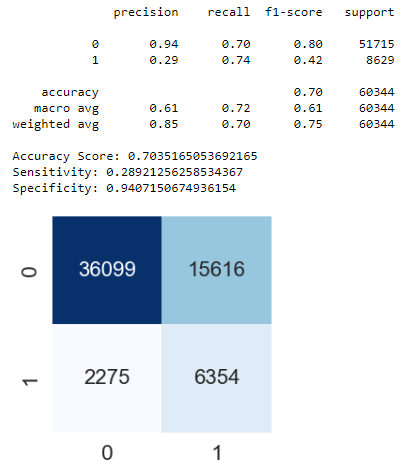 precision recall f1-score support
0 0.94 0.70 0.80 51715
1 0.29 0.74 0.42 8629
accuracy 0.70 60344
macro avg 0.61 0.72 0.61 60344
weighted avg 0.85 0.70 0.75 60344
Accuracy Score: 0.7035165053692165
Sensitivity: 0.28921256258534367
Specificity: 0.9407150674936154
0 36099 15616
1 2275 6354
0 1